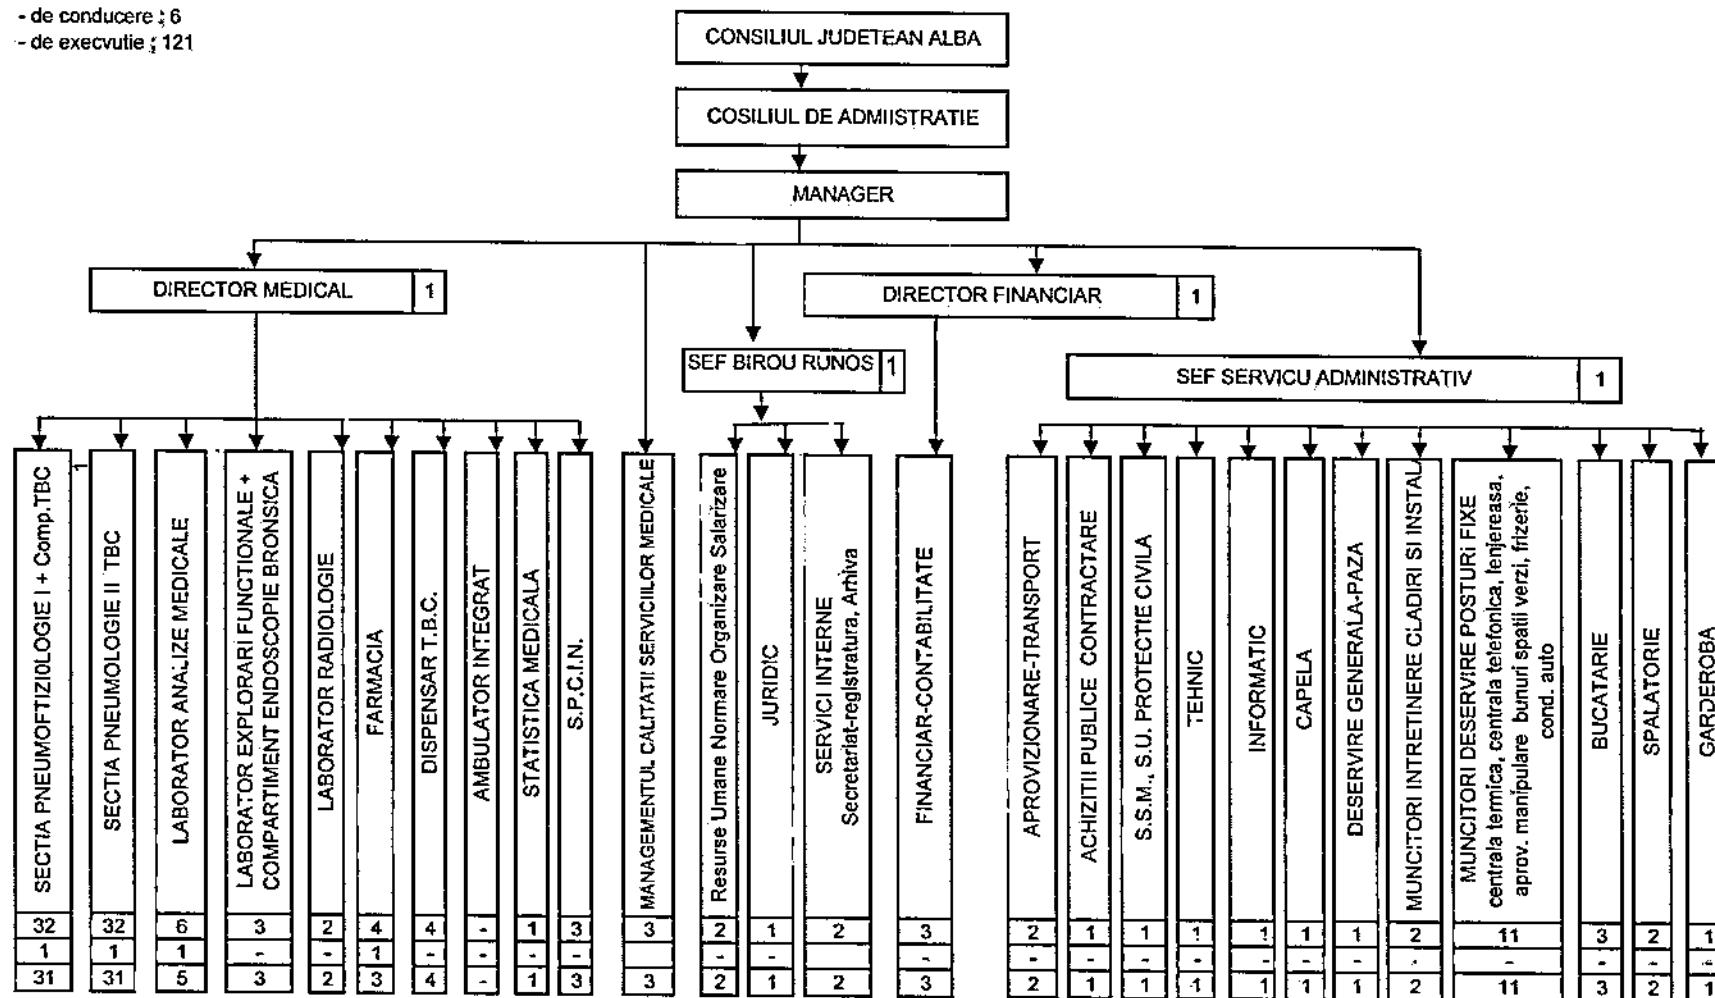 - de conducere ; 6
- de execvutie ; 121
CONSILIUL JUDETEAN ALBA
COSILIUL DE ADMIISTRATIE
MANAGER
DIRECTOR MEDICAL 1
DIRECTOR FINANCIAR 1
SEF BIROU RUNOS 1
SEF SERVICU ADMINISTRATIV 1
SECTIA PNEUMOFTIZIOLOGIE I + Comp.TBC
SECTIA PNEUMOLOGIE II TBC
LABORATOR ANALIZE MEDICALE
LABORATOR EXPLORARI FUNCTIONALE +
COMPARTIMENT ENDOSCOPIE BRONSICA
LABORATOR RADIOLOGIE
FARMACIA
DISPENSAR T.B.C.
AMBULATOR INTEGRAT
STATISTICA MEDICALA
S.P.C.I.N.
MANAGEMENTUL CALITATII SERVICIILOR MEDICALE
Resurse Umane Normare Organizare Salarizare
JURIDIC
SERVICI INTERNE
Secretariat-registratura, Arhiva
FINANCIAR-CONTABILITATE
APROVIZIONARE-TRANSPORT
ACHIZITII PUBLICE CONTRACTARE
S.S.M., S.U. PROTECTIE CIVILA
TEHNIC
INFORMATIC
CAPELA
DESERVIRE GENERALA-PAZA
MUNCITORI INTRETINERE CLADIRI SI INSTAL
MUNCITORI DESERVIRE POSTURI FIXE
centrala termica, centrala telefonica, lenjereasa,
aprov. manipulare bunuri spatii verzi, frizerie,
cond. auto
BUCATARIE
SPALATORIE
GARDEROBA
32 32 6 3 2 4 4 - 1 3 3 2 1 2 3 2 1 1 1 1 1 1 2 11 3 2 1
1 1 1 - - 1 - - - - - - - - - - - - - - - - - - -
31 31 5 3 2 3 4 - 1 3 3 2 1 2 3 2 1 1 1 1 1 1 2 11 3 2 1